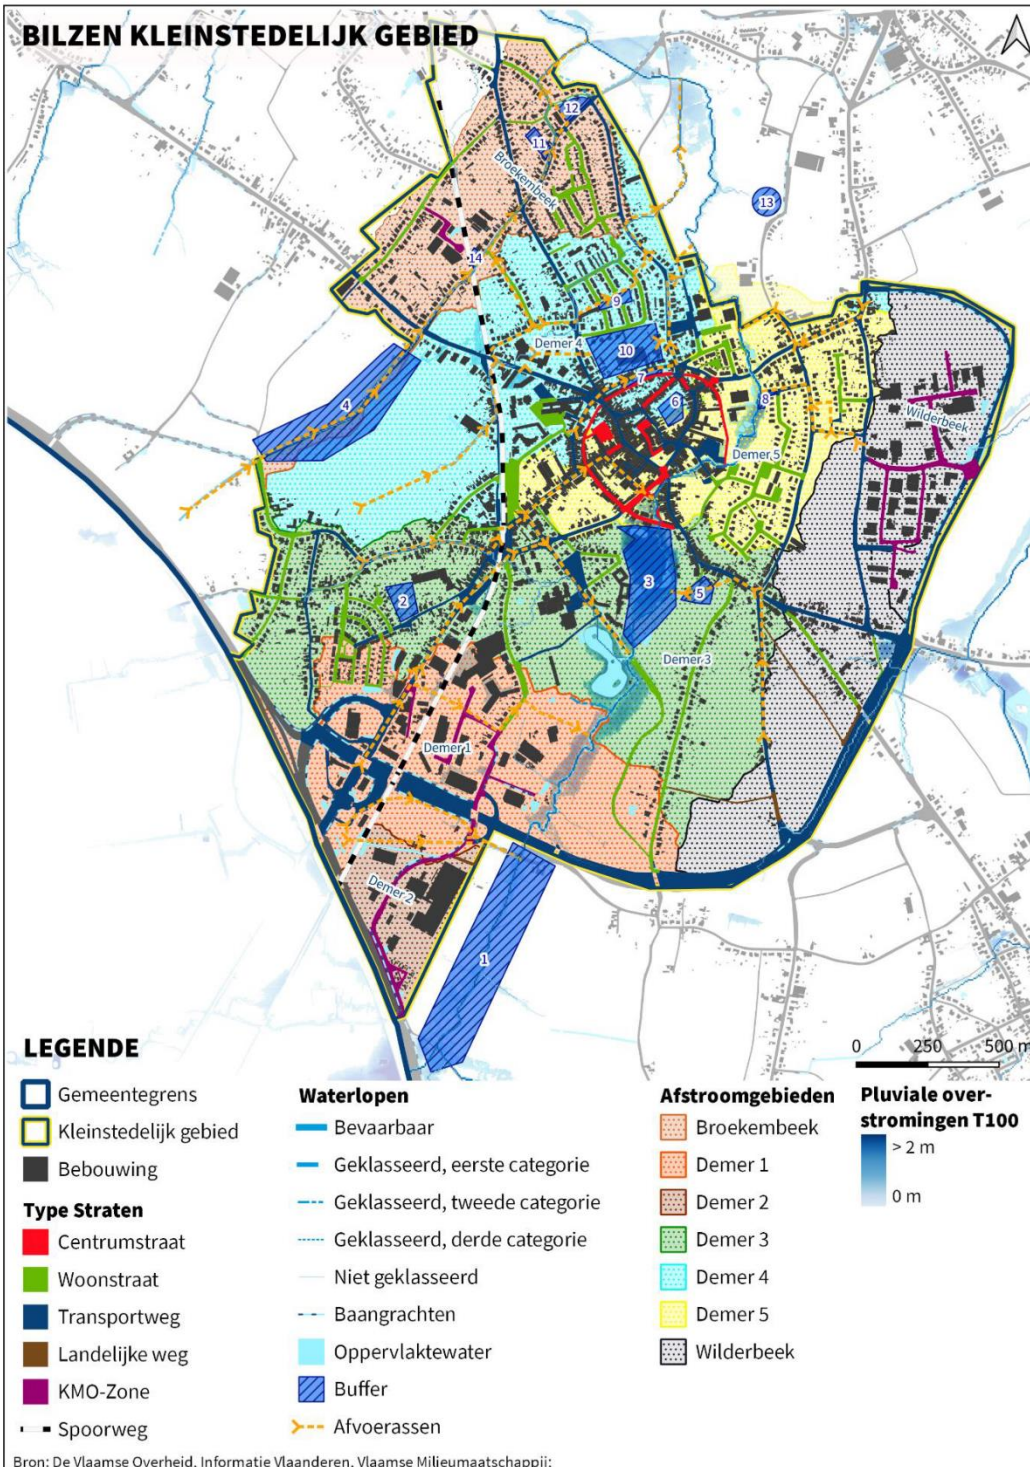 BILZEN KLEINSTEDELIJK GEBIED
12
11
Broekembeek
13
14
9
Demer 4
10
4
7
6
8
Wilderbeek
Demer 5
3
5
2
Demer 3
Demer 1
Demer 2
1
0 250 500 m
LEGENDE
Gemeentegrens
Kleinstedelijk gebied
Bebouwing
Type Straten
Centrumstraat
Woonstraat
Transportweg
Landelijke weg
KMO-Zone
Spoorweg
Waterlopen
Bevaarbaar
Geklasseerd, eerste categorie
Geklasseerd, tweede categorie
Geklasseerd, derde categorie
Niet geklasseerd
Baangrachten
Oppervlaktewater
Buffer
Afvoerassen
Afstroomgebieden
Broekembeek
Demer 1
Demer 2
Demer 3
Demer 4
Demer 5
Wilderbeek
Pluviale over-
stromingen T100
> 2 m
0 m
Bron: De Vlaamse Overheid, Informatie Vlaanderen, Vlaamse Milieumaatschappij;